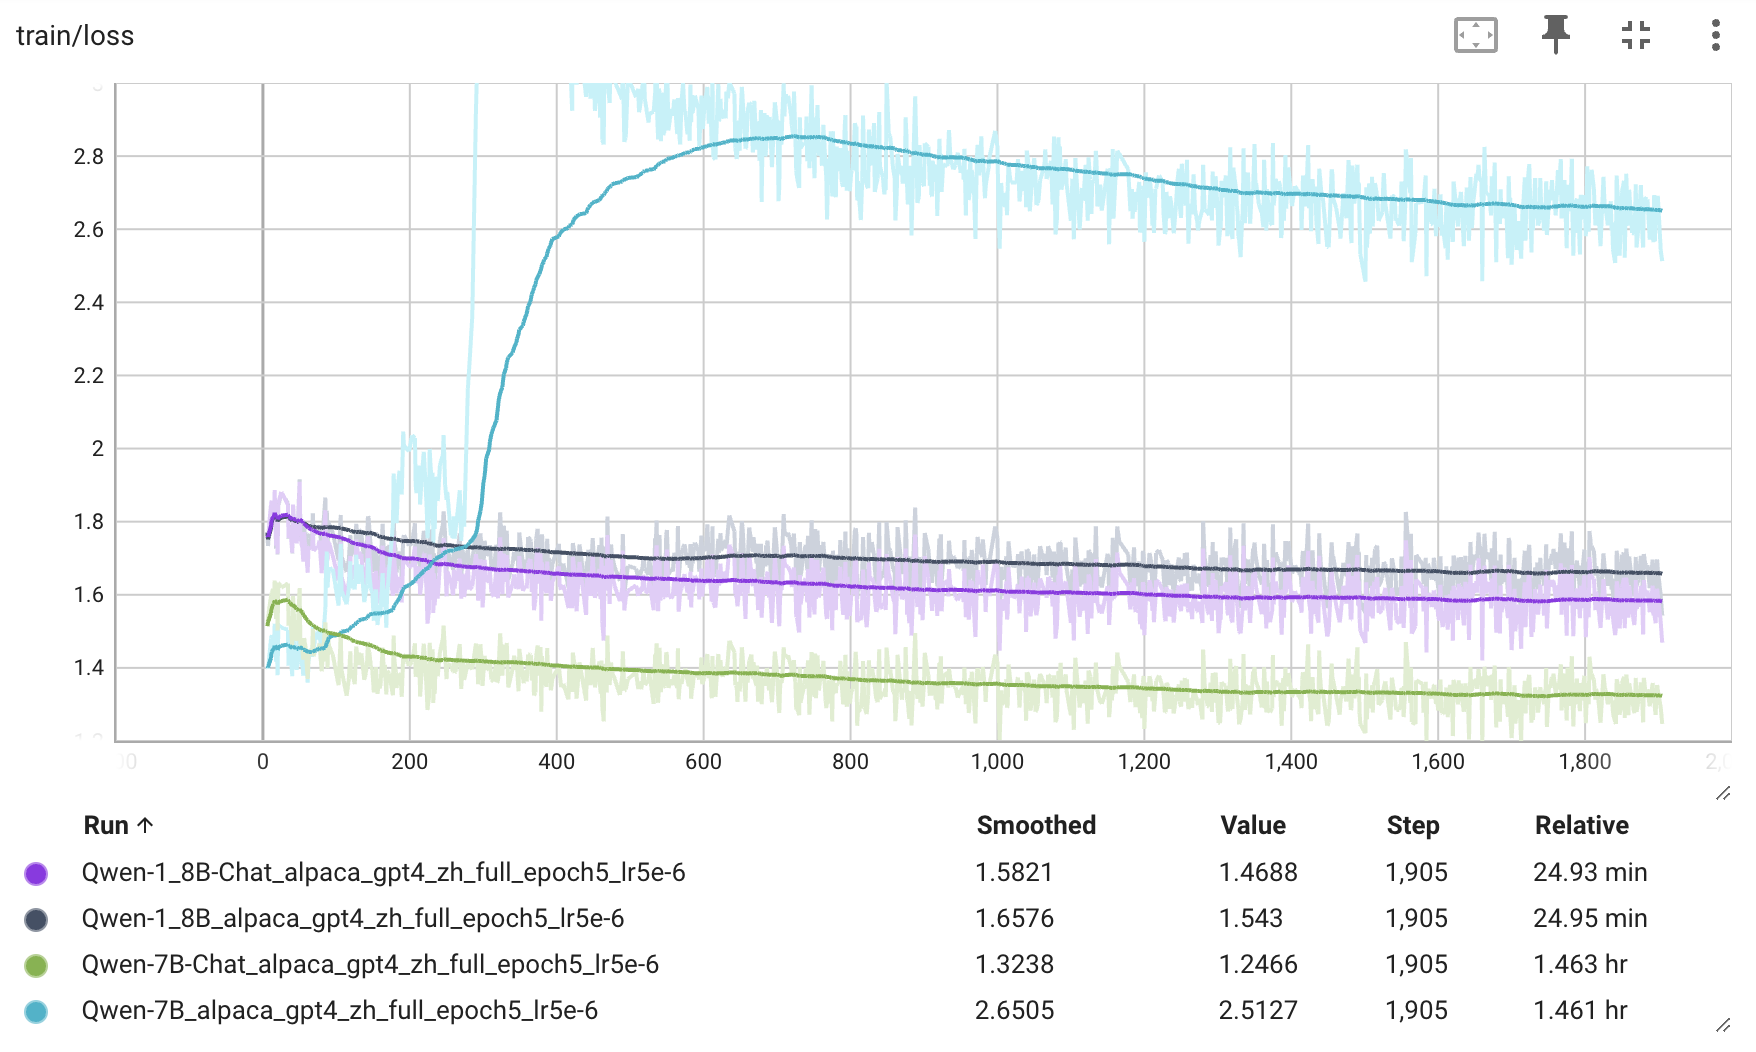 train/loss
2.8
2.6
2.4
2.2
2
1.8
1.6
1.4
0 200 400 600 800 1,000 1,200 1,400 1,600 1,800
Run ↑ Smoothed Value Step Relative
Qwen-1_8B-Chat_alpaca_gpt4_zh_full_epoch5_lr5e-6 1.5821 1.4688 1,905 24.93 min
Qwen-1_8B_alpaca_gpt4_zh_full_epoch5_lr5e-6 1.6576 1.543 1,905 24.95 min
Qwen-7B-Chat_alpaca_gpt4_zh_full_epoch5_lr5e-6 1.3238 1.2466 1,905 1.463 hr
Qwen-7B_alpaca_gpt4_zh_full_epoch5_lr5e-6 2.6505 2.5127 1,905 1.461 hr